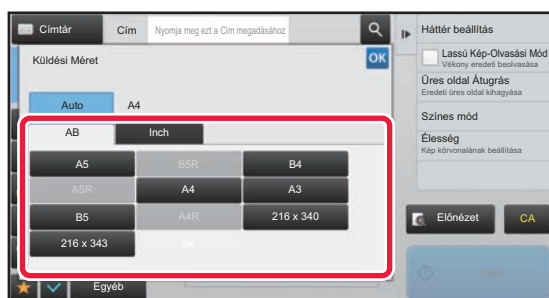 Címtár
Cím
Nyomja meg ezt a Cím megadásához
Küldési Méret
OK
Auto
A4
AB
Inch
A5
B5R
B4
A5R
A4
A3
B5
A4R
216 x 340
216 x 343
8K
Egyéb
Háttér beállítás
Lassú Kép-Olvasási Mód
Vékony eredeti beolvasása
Üres oldal Átugrás
Eredeti üres oldal kihagyása
Színes mód
Élesség
Kép körvonalának beállítása
Előnézet
CA
Start